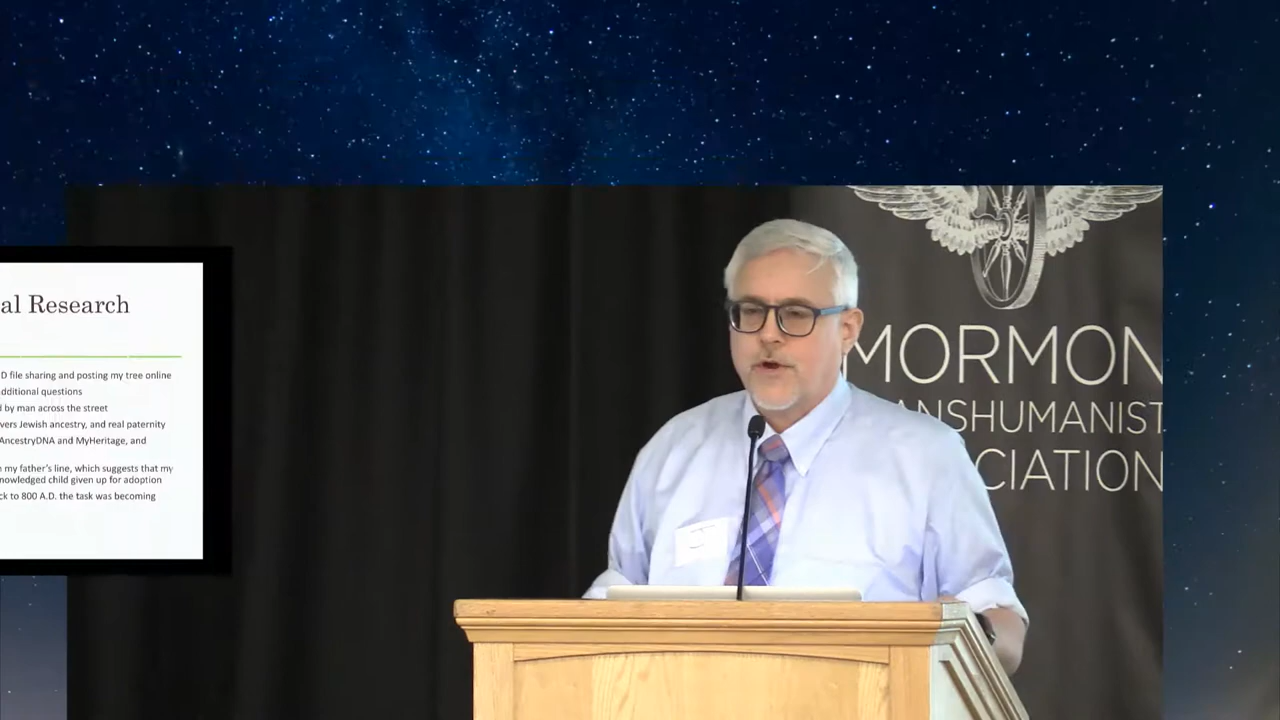 al Research
D file sharing and posting my tree online
dditional questions
d by man across the street
vers Jewish ancestry, and real paternity
AncestryDNA and MyHeritage, and
n my father's line, which suggests that my
nowledged child given up for adoption
ck to 800 A.D. the task was becoming
MORMON
ANSHUMANIST
CIATION